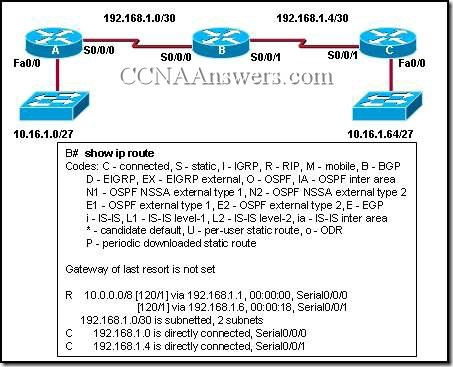 192.168.1.0/30
192.168.1.4/30
A
B
C
Fa0/0
S0/0/0
S0/0/0
S0/0/1
S0/0/1
Fa0/0
CCNAAnswers.com
10.16.1.0/27
10.16.1.64/27
B# show ip route
Codes: C - connected, S - static, I - IGRP, R - RIP, M - mobile, B - BGP
D - EIGRP, EX - EIGRP external, O - OSPF, IA - OSPF inter area
N1 - OSPF NSSA external type 1, N2 - OSPF NSSA external type 2
E1 - OSPF external type 1, E2 - OSPF external type 2, E - EGP
i - IS-IS, L1 - IS-IS level-1, L2 - IS-IS level-2, ia - IS-IS inter area
* - candidate default, U - per-user static route, o - ODR
P - periodic downloaded static route
Gateway of last resort is not set
R 10.0.0.0/8 [120/1] via 192.168.1.1, 00:00:00, Serial0/0/0
[120/1] via 192.168.1.6, 00:00:18, Serial0/0/1
192.168.1.0/30 is subnetted, 2 subnets
C 192.168.1.0 is directly connected, Serial0/0/0
C 192.168.1.4 is directly connected, Serial0/0/1